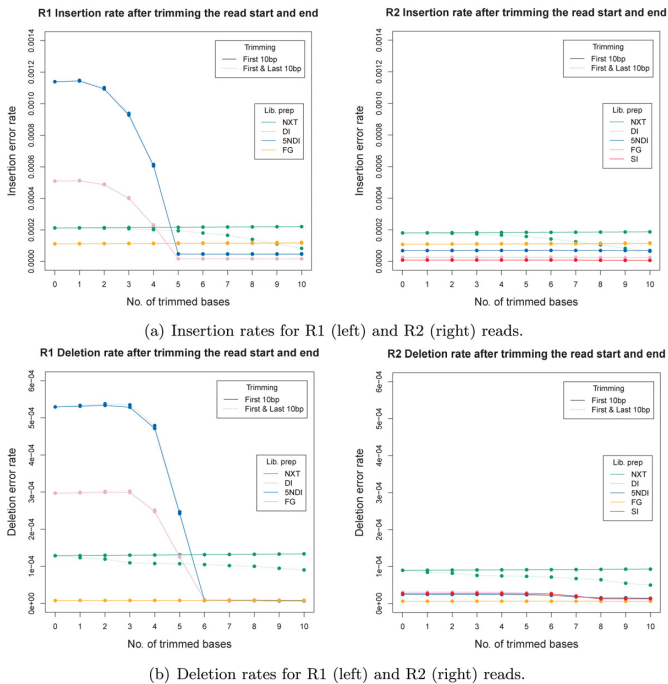 R1 Insertion rate after trimming the read start and end
R2 Insertion rate after trimming the read start and end
Insertion error rate
0.0014
0.0012
0.0010
0.0008
0.0006
0.0004
0.0002
0.0000
Trimming
First 10bp
First & Last 10bp
Lib. prep
NXT
DI
5NDI
FG
0 1 2 3 4 5 6 7 8 9 10
No. of trimmed bases
Insertion error rate
0.0014
0.0012
0.0010
0.0008
0.0006
0.0004
0.0002
0.0000
Trimming
First 10bp
First & Last 10bp
Lib. prep
NXT
DI
5NDI
FG
SI
0 1 2 3 4 5 6 7 8 9 10
No. of trimmed bases
(a) Insertion rates for R1 (left) and R2 (right) reads.
R1 Deletion rate after trimming the read start and end
R2 Deletion rate after trimming the read start and end
Deletion error rate
6e-04
5e-04
4e-04
3e-04
2e-04
1e-04
0e+00
Trimming
First 10bp
First & Last 10bp
Lib. prep
NXT
DI
5NDI
FG
0 1 2 3 4 5 6 7 8 9 10
No. of trimmed bases
Deletion error rate
6e-04
5e-04
4e-04
3e-04
2e-04
1e-04
0e+00
Trimming
First 10bp
First & Last 10bp
Lib. prep
NXT
DI
5NDI
FG
SI
0 1 2 3 4 5 6 7 8 9 10
No. of trimmed bases
(b) Deletion rates for R1 (left) and R2 (right) reads.